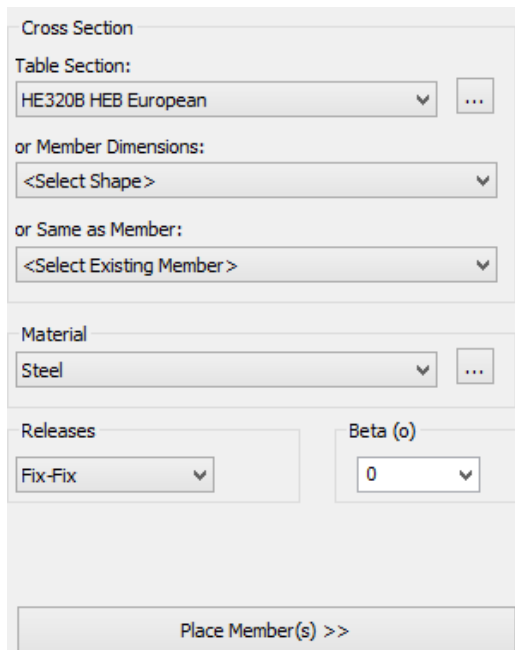 Cross Section
Table Section:
HE320B HEB European
...
or Member Dimensions:
<Select Shape>
or Same as Member:
<Select Existing Member>
Material
Steel
...
Releases
Beta (o)
Fix-Fix
0
Place Member(s) >>